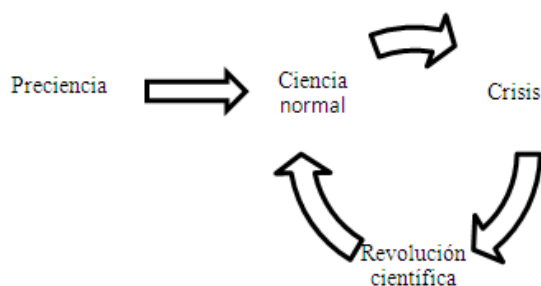 Preciencia
Ciencia
normal
Crisis
Revolución
científica